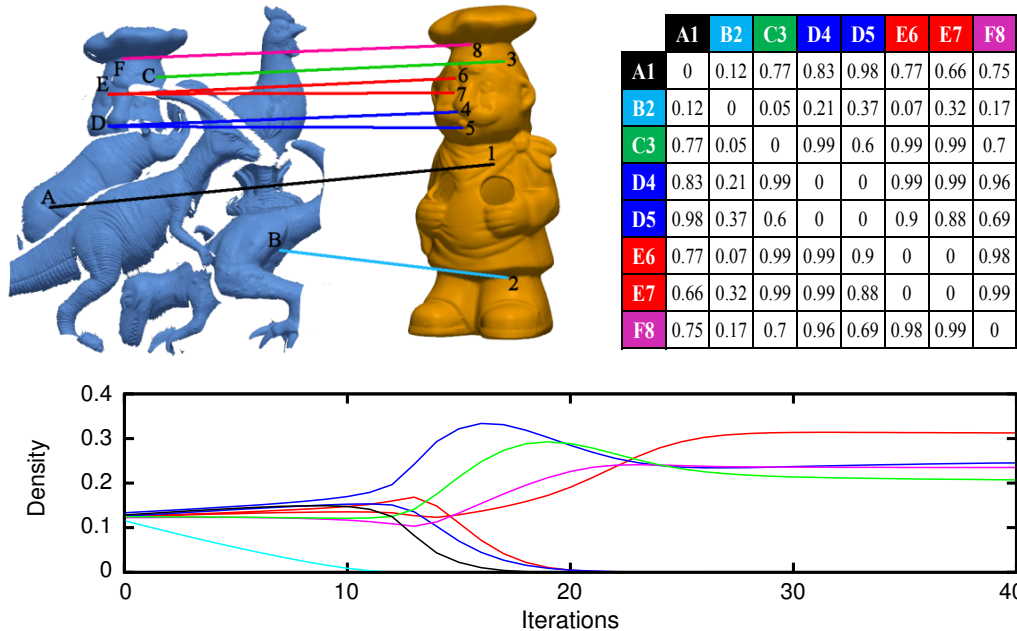 F
C
E
D
A
B
8
3
6
7
4
5
1
2
A1 B2 C3 D4 D5 E6 E7 F8
A1 0 0.12 0.77 0.83 0.98 0.77 0.66 0.75
B2 0.12 0 0.05 0.21 0.37 0.07 0.32 0.17
C3 0.77 0.05 0 0.99 0.6 0.99 0.99 0.7
D4 0.83 0.21 0.99 0 0 0.99 0.99 0.96
D5 0.98 0.37 0.6 0 0 0.9 0.88 0.69
E6 0.77 0.07 0.99 0.99 0.9 0 0 0.98
E7 0.66 0.32 0.99 0.99 0.88 0 0 0.99
F8 0.75 0.17 0.7 0.96 0.69 0.98 0.99 0
0.4
0.3
0.2
0.1
0
Density
0 10 20 30 40
Iterations